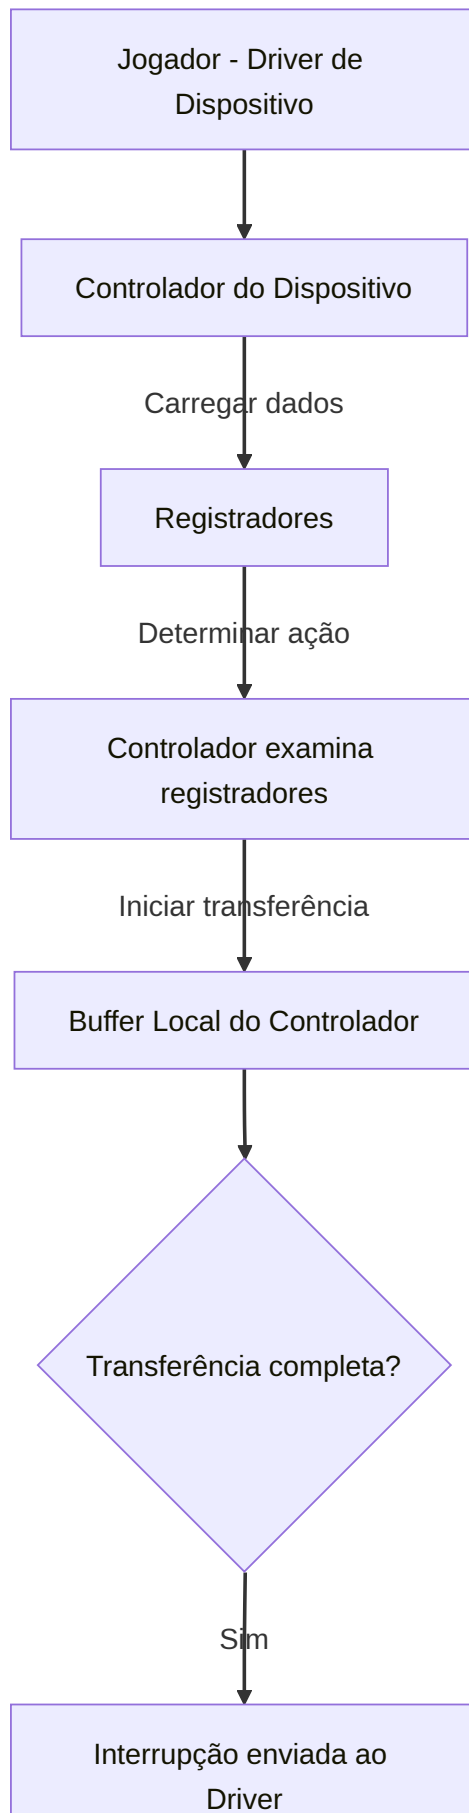 Jogador - Driver de
Dispositivo
Controlador do Dispositivo
Carregar dados
Registradores
Determinar ação
Controlador examina
registradores
Iniciar transferência
Buffer Local do Controlador
Transferência completa?
Sim
Interrupção enviada ao
Driver